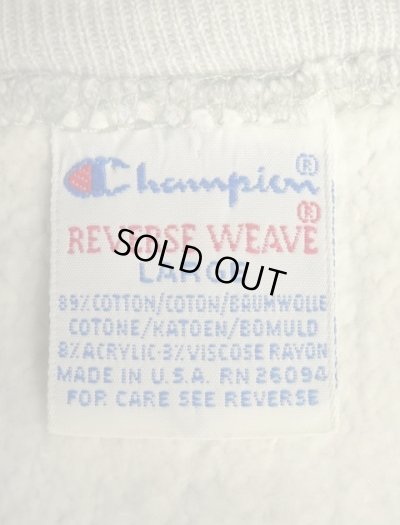 Champion®
REVERSE WEAVE®
SOLD OUT
LARGE
89% COTTON/COTON/BAUMWOLLE
COTONE/KATOEN/BOMULD
8% ACRYLIC-3% VISCOSE RAYON
MADE IN U.S.A. RN 26094
FOR CARE SEE REVERSE